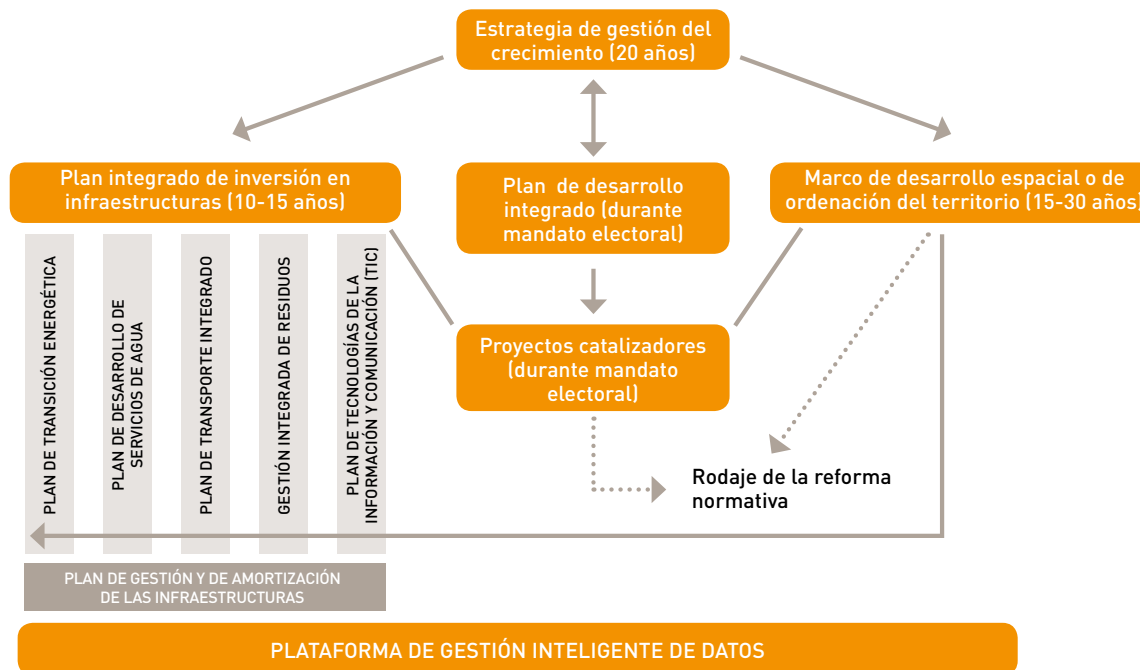 Estrategia de gestión del
crecimiento (20 años)
Plan integrado de inversión en
infraestructuras (10-15 años)
Plan de desarrollo
integrado (durante
mandato electoral)
Marco de desarrollo espacial o de
ordenación del territorio (15-30 años)
PLAN DE TRANSICIÓN ENERGÉTICA
PLAN DE DESARROLLO DE
SERVICIOS DE AGUA
PLAN DE TRANSPORTE INTEGRADO
GESTIÓN INTEGRADA DE RESIDUOS
PLAN DE TECNOLOGÍAS DE LA
INFORMACIÓN Y COMUNICACIÓN (TIC)
Proyectos catalizadores
(durante mandato
electoral)
Rodaje de la reforma
normativa
PLAN DE GESTIÓN Y DE AMORTIZACIÓN
DE LAS INFRAESTRUCTURAS
PLATAFORMA DE GESTIÓN INTELIGENTE DE DATOS